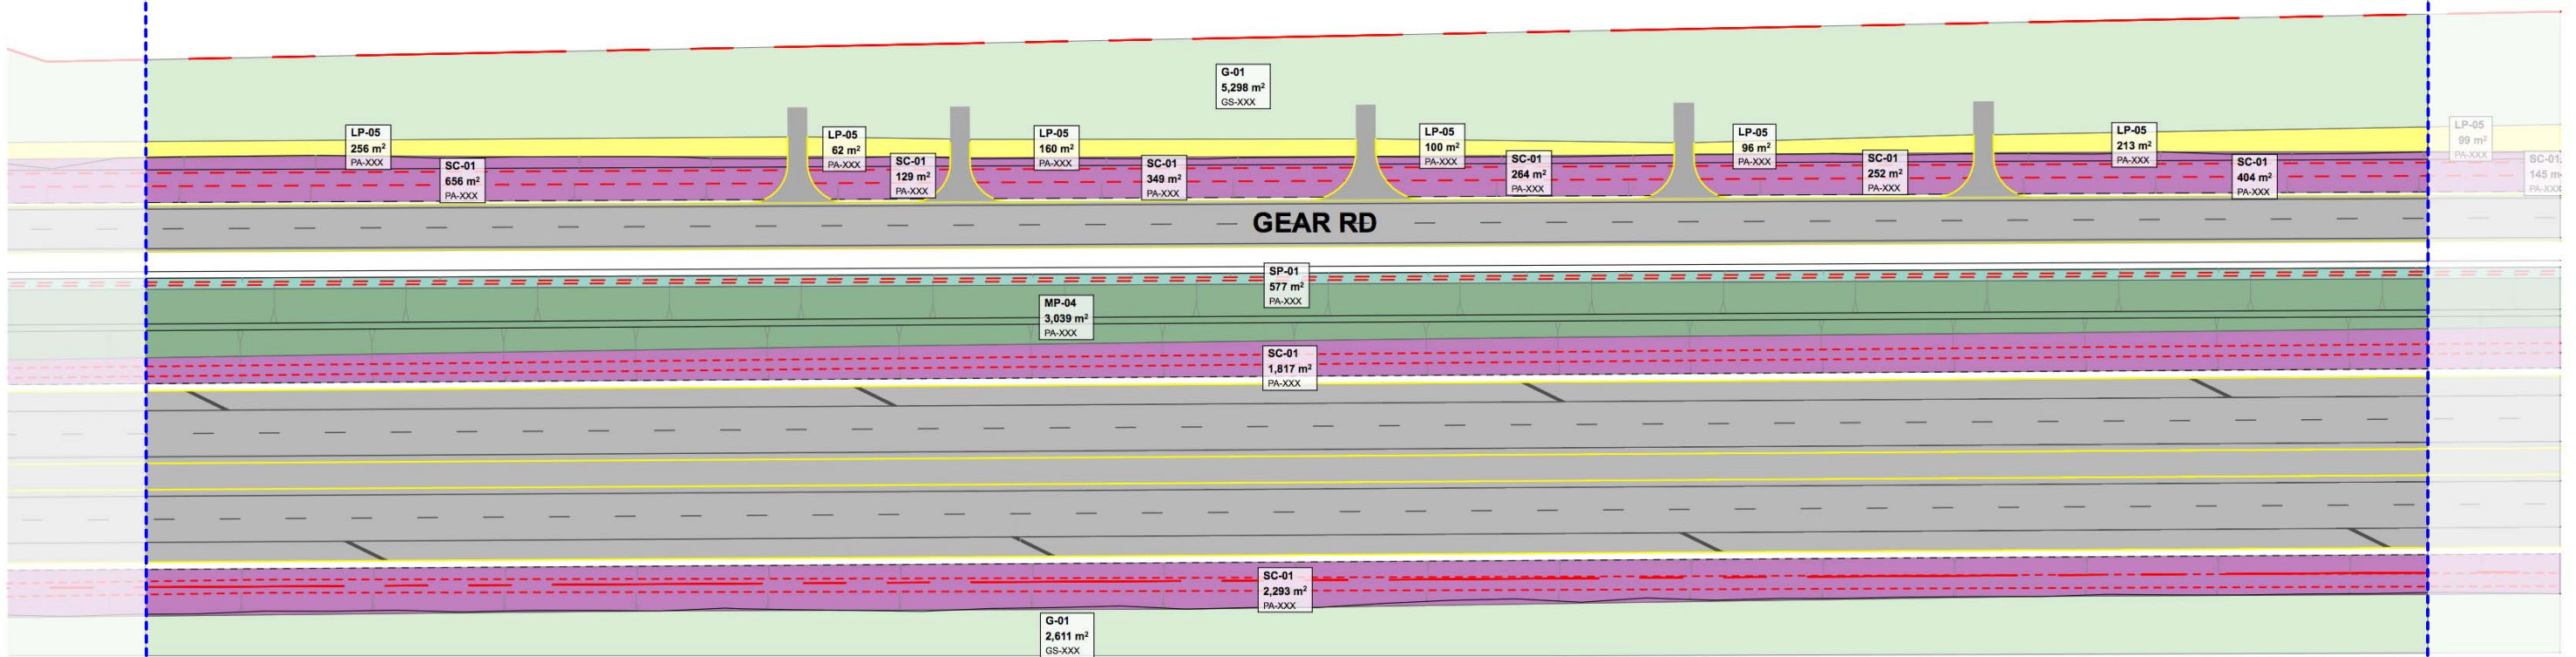 G-01
5,298 m²
GS-XXX
LP-05
256 m²
PA-XXX
SC-01
656 m²
PA-XXX
LP-05
62 m²
PA-XXX
SC-01
129 m²
PA-XXX
LP-05
160 m²
PA-XXX
SC-01
349 m²
PA-XXX
LP-05
100 m²
PA-XXX
SC-01
264 m²
PA-XXX
LP-05
96 m²
PA-XXX
SC-01
252 m²
PA-XXX
LP-05
213 m²
PA-XXX
SC-01
404 m²
PA-XXX
LP-05
99 m²
PA-XXX
SC-01
145 m
PA-XXX
GEAR RD
SP-01
577 m²
PA-XXX
MP-04
3,039 m²
PA-XXX
SC-01
1,817 m²
PA-XXX
SC-01
2,293 m²
PA-XXX
G-01
2,611 m²
GS-XXX